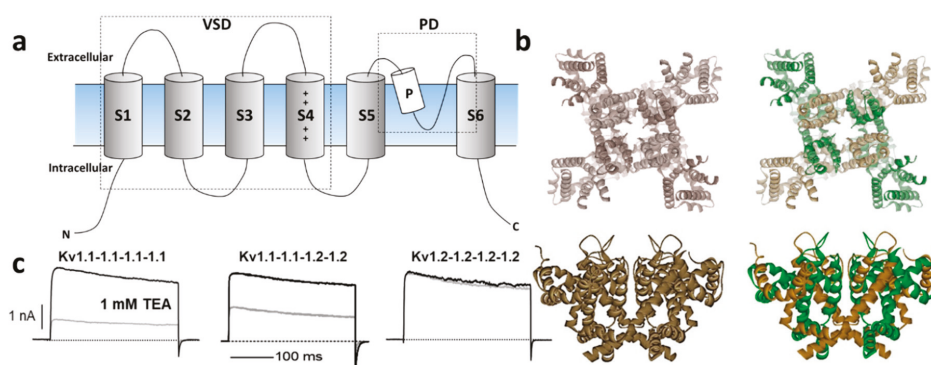 a
VSD
PD
b
Extracellular
S1
S2
S3
S4
S5
P
S6
+
+
+
+
Intracellular
N
C
c
Kv1.1-1.1-1.1-1.1
Kv1.1-1.1-1.2-1.2
Kv1.2-1.2-1.2-1.2
1 nA
1 mM TEA
100 ms